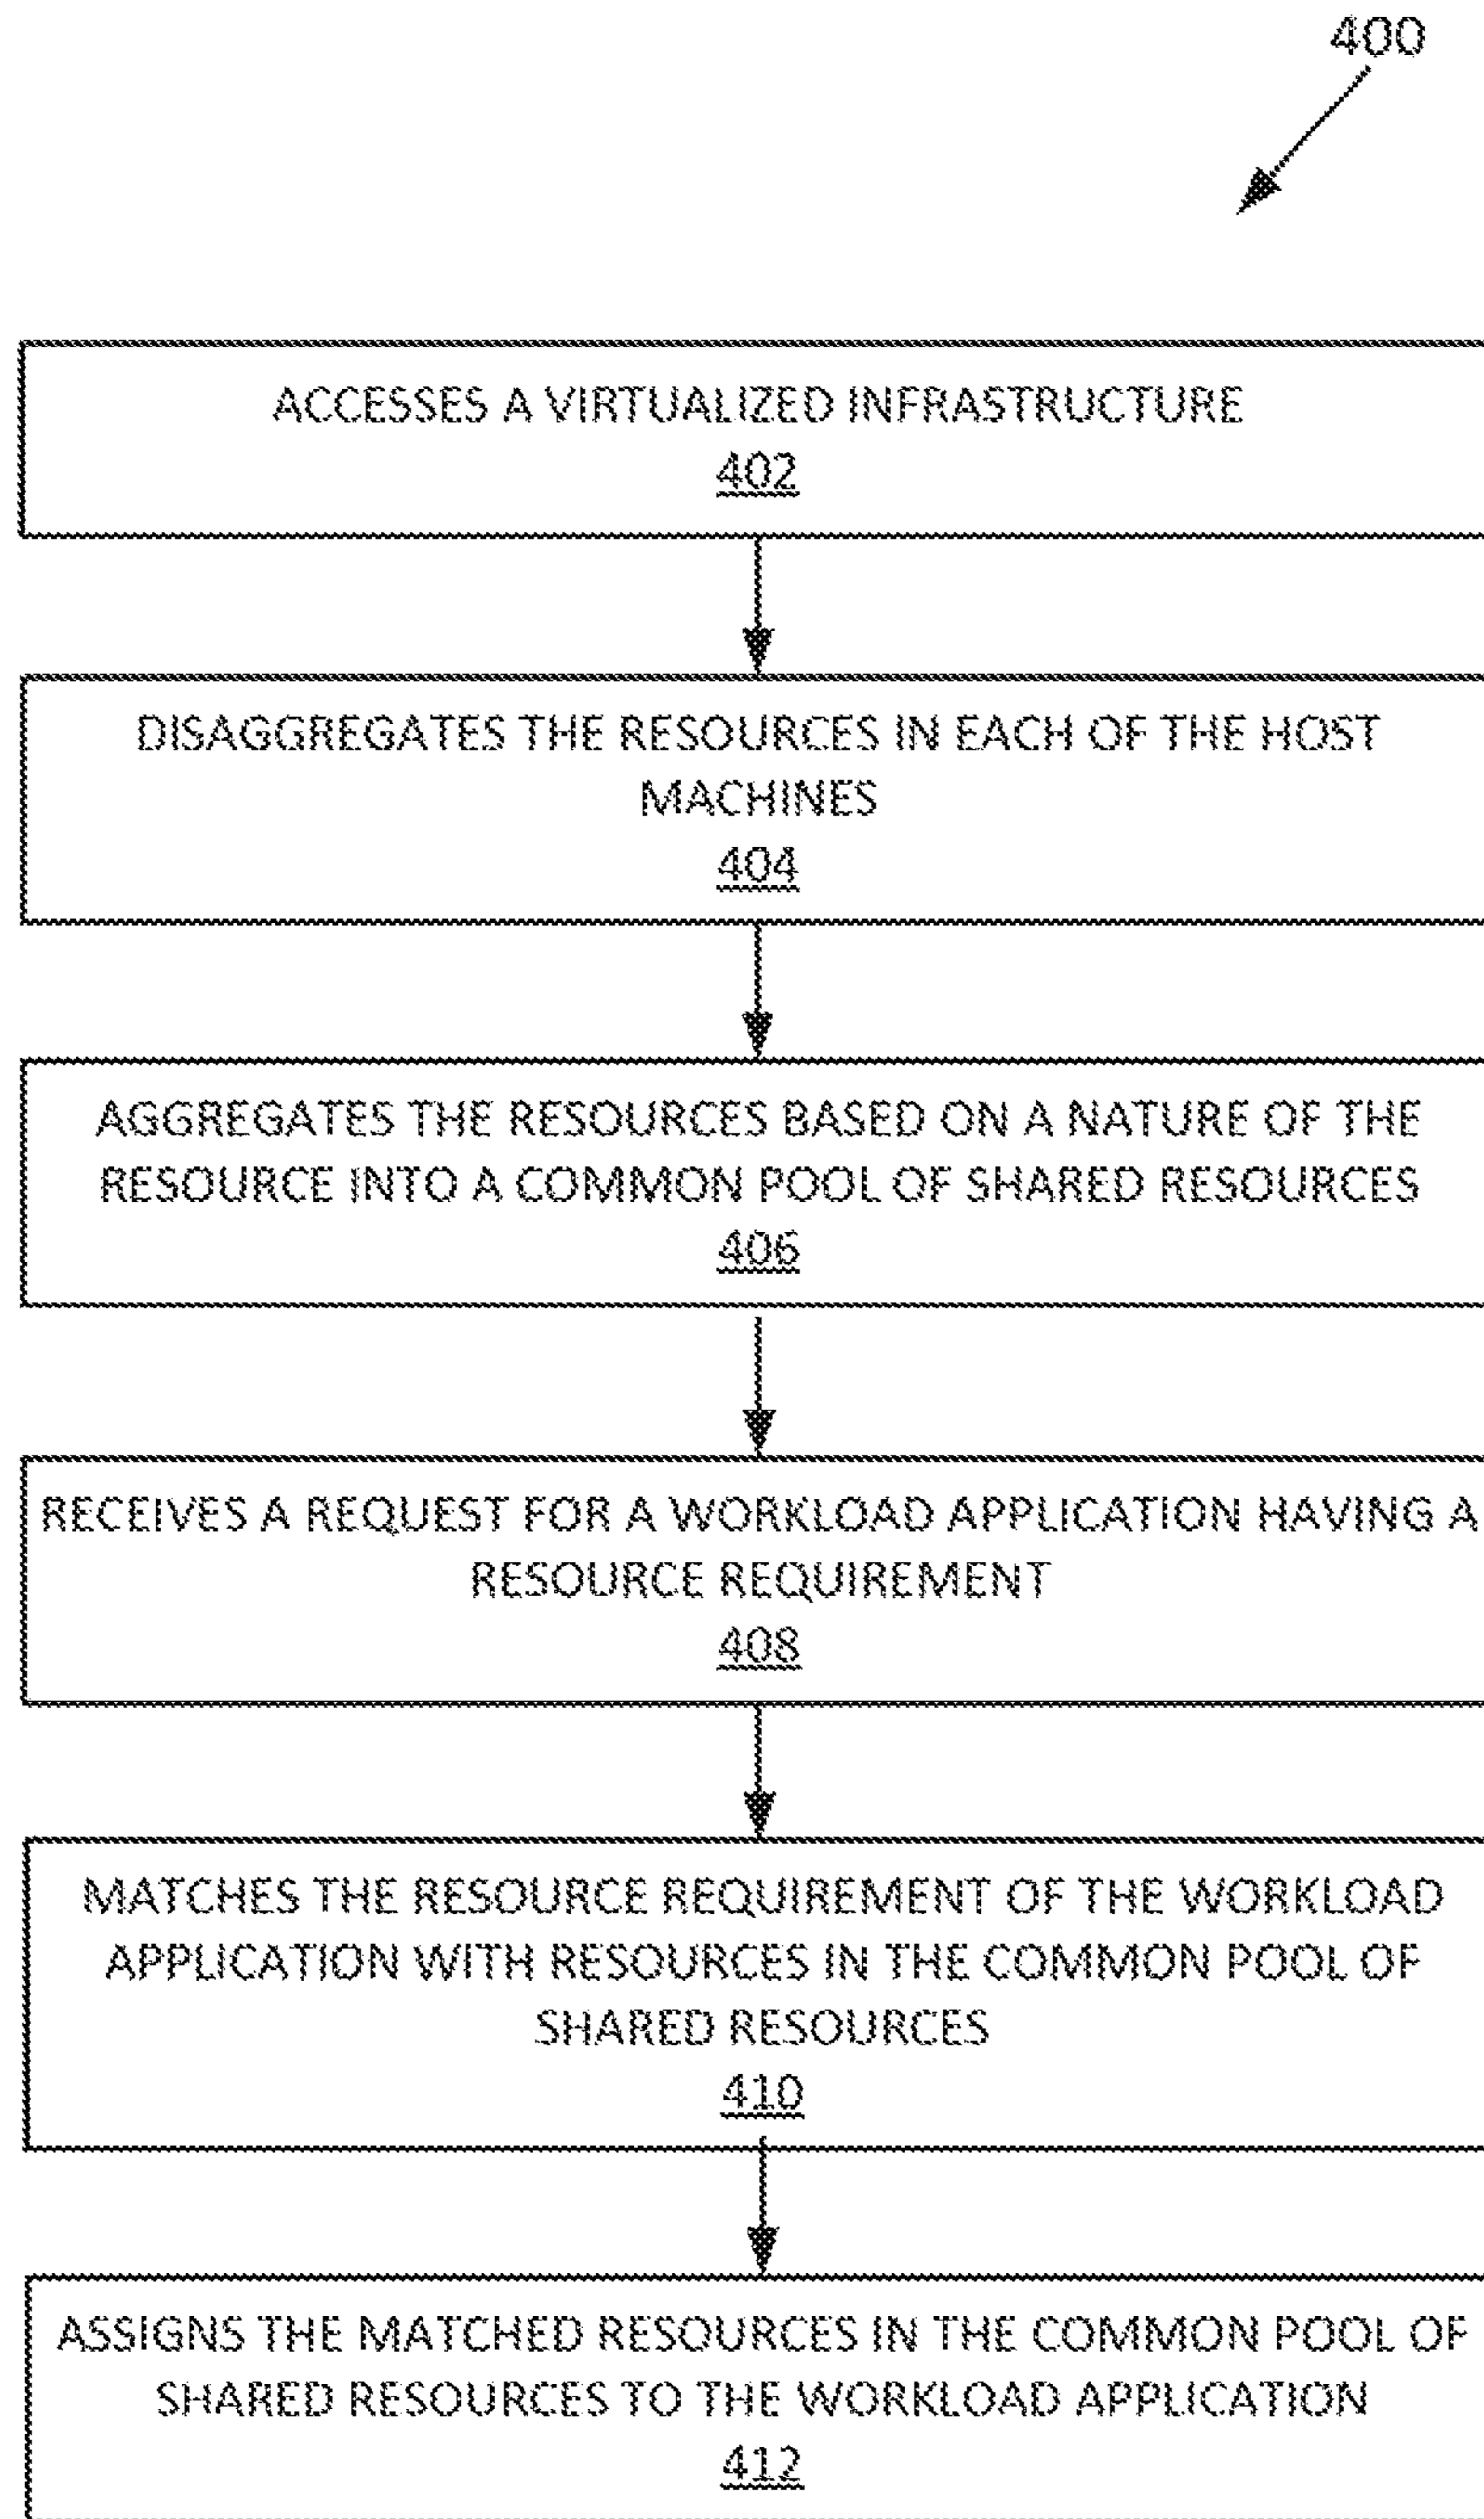 400
ACCESSES A VIRTUALIZED INFRASTRUCTURE
402
DISAGGREGATES THE RESOURCES IN EACH OF THE HOST
MACHINES
404
AGGREGATES THE RESOURCES BASED ON A NATURE OF THE
RESOURCE INTO A COMMON POOL OF SHARED RESOURCES
406
RECEIVES A REQUEST FOR A WORKLOAD APPLICATION HAVING A
RESOURCE REQUIREMENT
408
MATCHES THE RESOURCE REQUIREMENT OF THE WORKLOAD
APPLICATION WITH RESOURCES IN THE COMMON POOL OF
SHARED RESOURCES
410
ASSIGNS THE MATCHED RESOURCES IN THE COMMON POOL OF
SHARED RESOURCES TO THE WORKLOAD APPLICATION
412